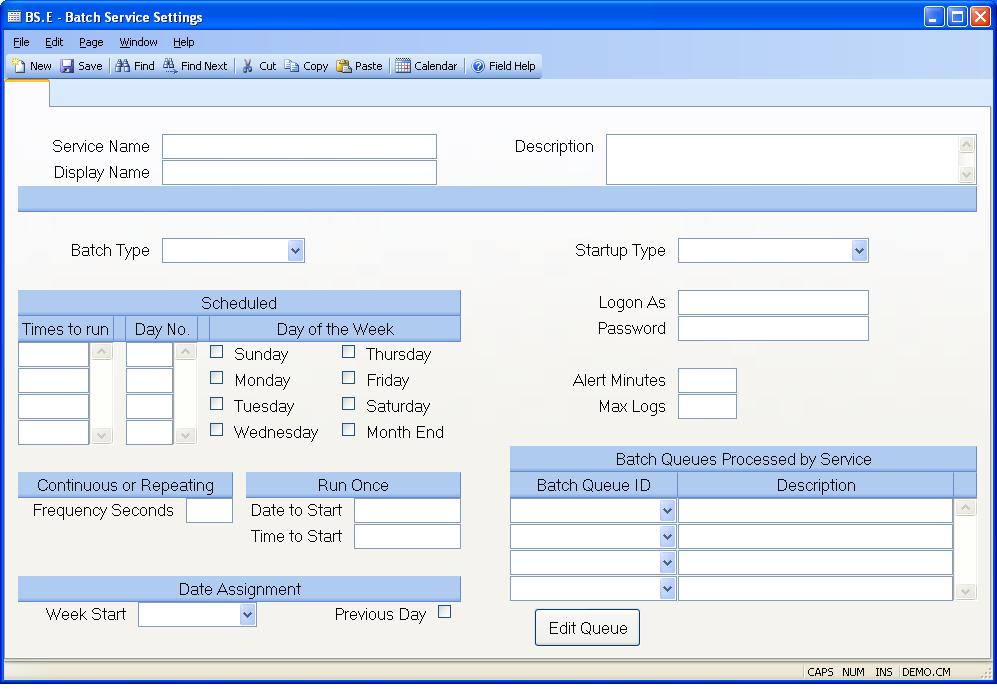 BS.E - Batch Service Settings
File Edit Page Window Help
New Save Find Find Next Cut Copy Paste Calendar Field Help
Service Name
Description
Display Name
Batch Type
Startup Type
Scheduled
Logon As
Times to run Day No. Day of the Week
Password
Sunday Thursday
Monday Friday
Alert Minutes
Tuesday Saturday
Max Logs
Wednesday Month End
Batch Queues Processed by Service
Continuous or Repeating Run Once
Batch Queue ID Description
Frequency Seconds Date to Start
Time to Start
Date Assignment
Week Start Previous Day
Edit Queue
CAPS NUM INS DEMO.CM